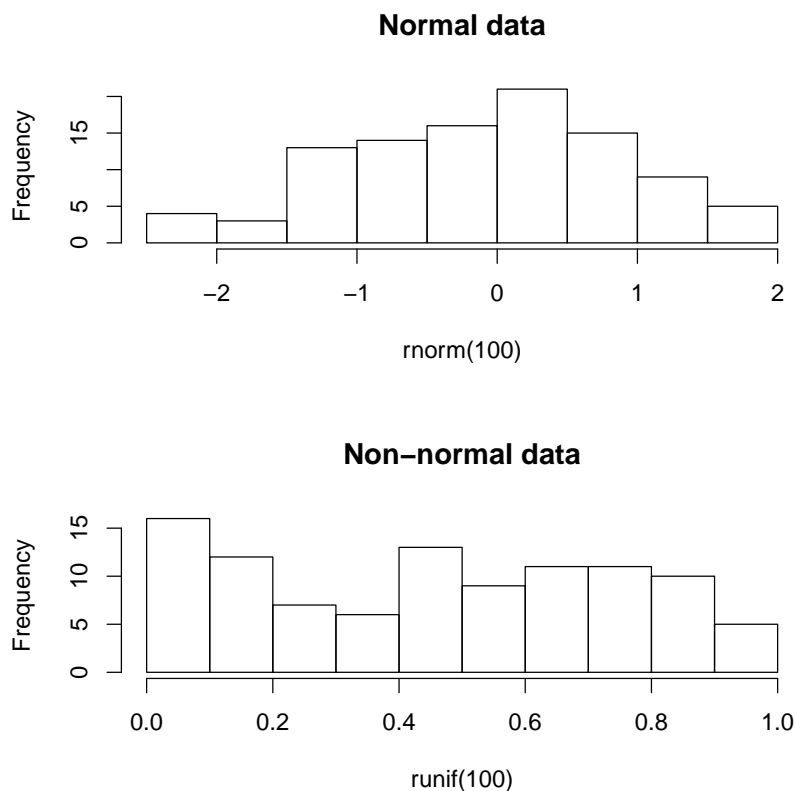 Normal data
Frequency
15
5
0
−2 −1 0 1 2
rnorm(100)
Non−normal data
Frequency
15
10
5
0
0.0 0.2 0.4 0.6 0.8 1.0
runif(100)